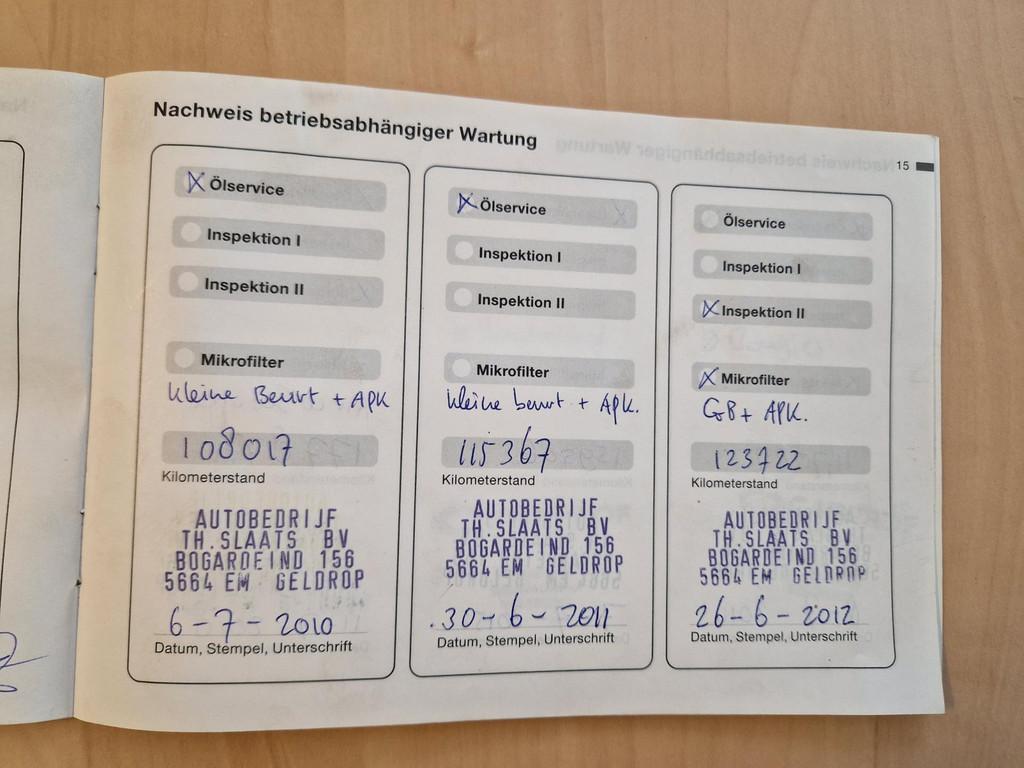 Nachweis betriebsabhängiger Wartung
15
Ölservice
Inspektion I
Inspektion II
Mikrofilter
kleine Beurt + APK
108017
Kilometerstand
AUTOBEDRIJF
TH. SLAATS BV
BOGARDEIND 156
5664 EM GELDROP
6-7-2010
Datum, Stempel, Unterschrift
Ölservice
Inspektion I
Inspektion II
Mikrofilter
kleine beurt + APK.
115367
Kilometerstand
AUTOBEDRIJF
TH. SLAATS BV
BOGARDEIND 156
5664 EM GELDROP
30-6-2011
Datum, Stempel, Unterschrift
Ölservice
Inspektion I
Inspektion II
Mikrofilter
GB + APK.
123722
Kilometerstand
AUTOBEDRIJF
TH. SLAATS BV
BOGARDEIND 156
5664 EM GELDROP
26-6-2012
Datum, Stempel, Unterschrift